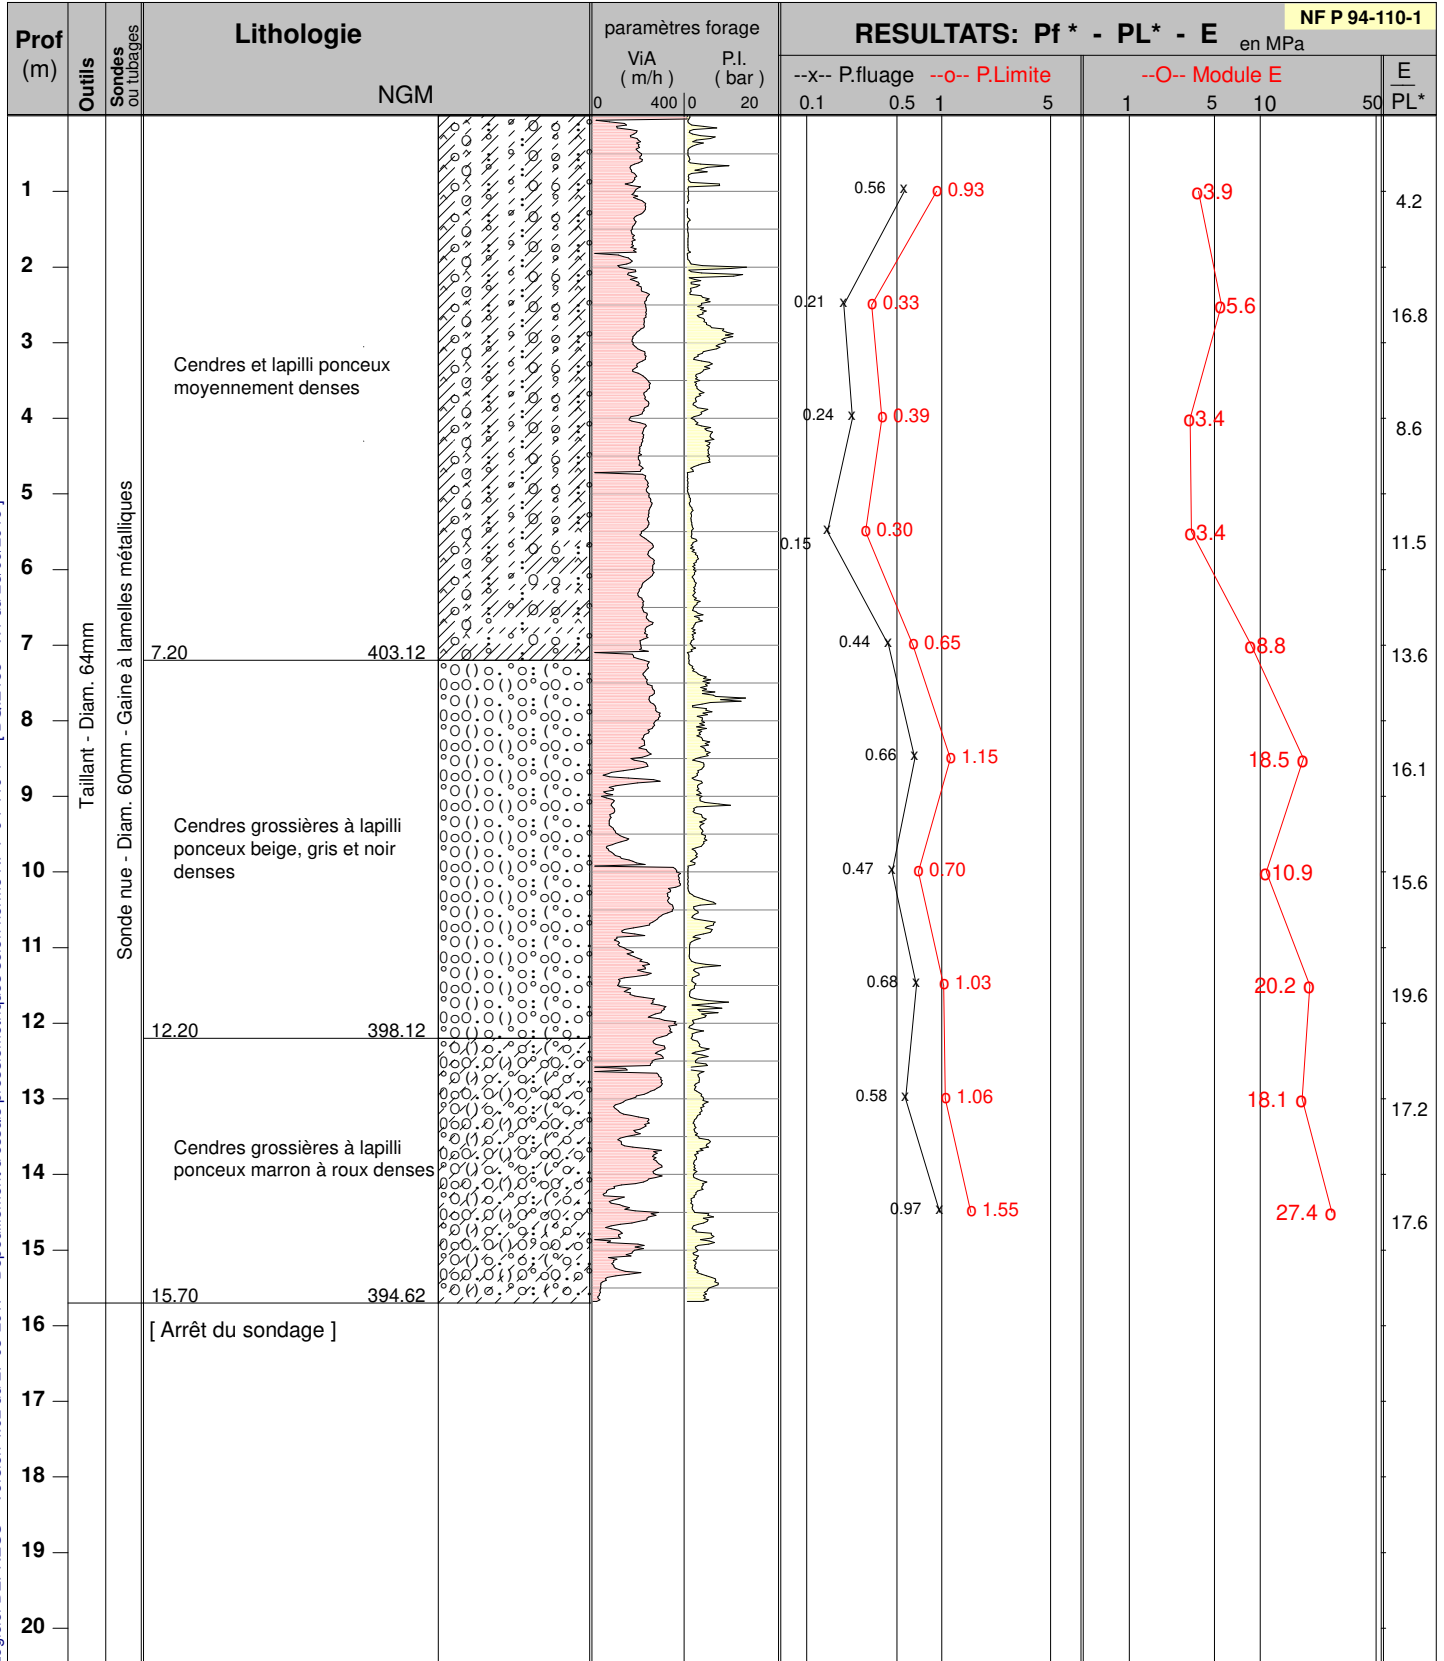 NF P 94-110-1
Prof
(m)
Outils
Sondes
ou tubages
Lithologie
NGM
paramètres forage
ViA
( m/h )
P.I.
( bar )
0 400 0 20
RESULTATS: Pf * - PL* - E en MPa
--x-- P.fluage --o-- P.Limite
--O-- Module E
E
PL*
0.1 0.5 1 5
1 5 10 50
1
2
3
4
5
6
7
8
9
10
11
12
13
14
15
16
17
18
19
20
Taillant - Diam. 64mm
Sonde nue - Diam. 60mm - Gaine à lamelles métalliques
Cendres et lapilli ponceux
moyennement denses
7.20 403.12
Cendres grossières à lapilli
ponceux beige, gris et noir
denses
12.20 398.12
Cendres grossières à lapilli
ponceux marron à roux denses
15.70 394.62
[ Arrêt du sondage ]
0.56 0.93 3.9 4.2
0.21 0.33 5.6 16.8
0.24 0.39 3.4 8.6
0.15 0.30 3.4 11.5
0.44 0.65 8.8 13.6
0.66 1.15 18.5 16.1
0.47 0.70 10.9 15.6
0.68 1.03 20.2 19.6
0.58 1.06 18.1 17.2
0.97 1.55 27.4 17.6